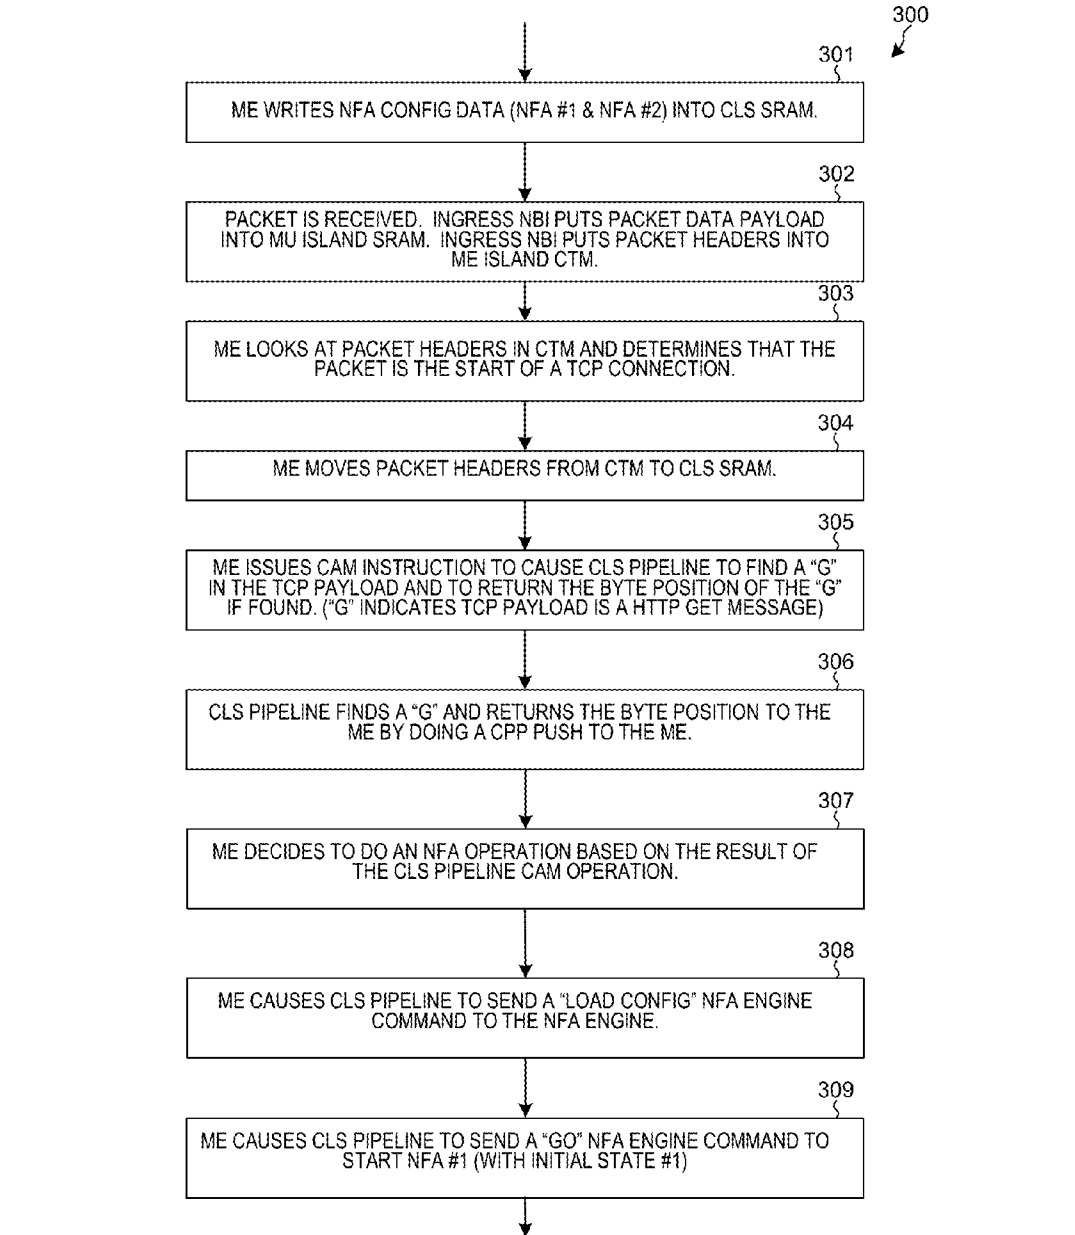 300
301
ME WRITES NFA CONFIG DATA (NFA #1 & NFA #2) INTO CLS SRAM.
302
PACKET IS RECEIVED. INGRESS NBI PUTS PACKET DATA PAYLOAD
INTO MU ISLAND SRAM. INGRESS NBI PUTS PACKET HEADERS INTO
ME ISLAND CTM.
303
ME LOOKS AT PACKET HEADERS IN CTM AND DETERMINES THAT THE
PACKET IS THE START OF A TCP CONNECTION.
304
ME MOVES PACKET HEADERS FROM CTM TO CLS SRAM.
305
ME ISSUES CAM INSTRUCTION TO CAUSE CLS PIPELINE TO FIND A “G”
IN THE TCP PAYLOAD AND TO RETURN THE BYTE POSITION OF THE “G”
IF FOUND. (“G” INDICATES TCP PAYLOAD IS A HTTP GET MESSAGE)
306
CLS PIPELINE FINDS A “G” AND RETURNS THE BYTE POSITION TO THE
ME BY DOING A CPP PUSH TO THE ME.
307
ME DECIDES TO DO AN NFA OPERATION BASED ON THE RESULT OF
THE CLS PIPELINE CAM OPERATION.
308
ME CAUSES CLS PIPELINE TO SEND A “LOAD CONFIG” NFA ENGINE
COMMAND TO THE NFA ENGINE.
309
ME CAUSES CLS PIPELINE TO SEND A “GO” NFA ENGINE COMMAND TO
START NFA #1 (WITH INITIAL STATE #1)